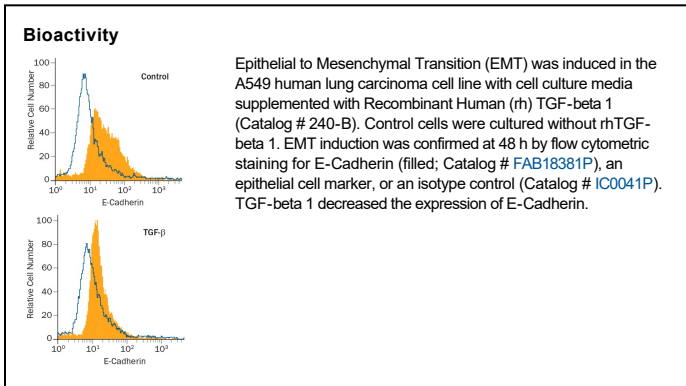 Bioactivity
100
80
60
40
20
0
Relative Cell Number
Control
10⁰ 10¹ 10² 10³
E-Cadherin
100
80
60
40
20
0
Relative Cell Number
TGF-β
10⁰ 10¹ 10² 10³
E-Cadherin
Epithelial to Mesenchymal Transition (EMT) was induced in the
A549 human lung carcinoma cell line with cell culture media
supplemented with Recombinant Human (rh) TGF-beta 1
(Catalog # 240-B). Control cells were cultured without rhTGF-
beta 1. EMT induction was confirmed at 48 h by flow cytometric
staining for E-Cadherin (filled; Catalog # FAB18381P), an
epithelial cell marker, or an isotype control (Catalog # IC0041P).
TGF-beta 1 decreased the expression of E-Cadherin.